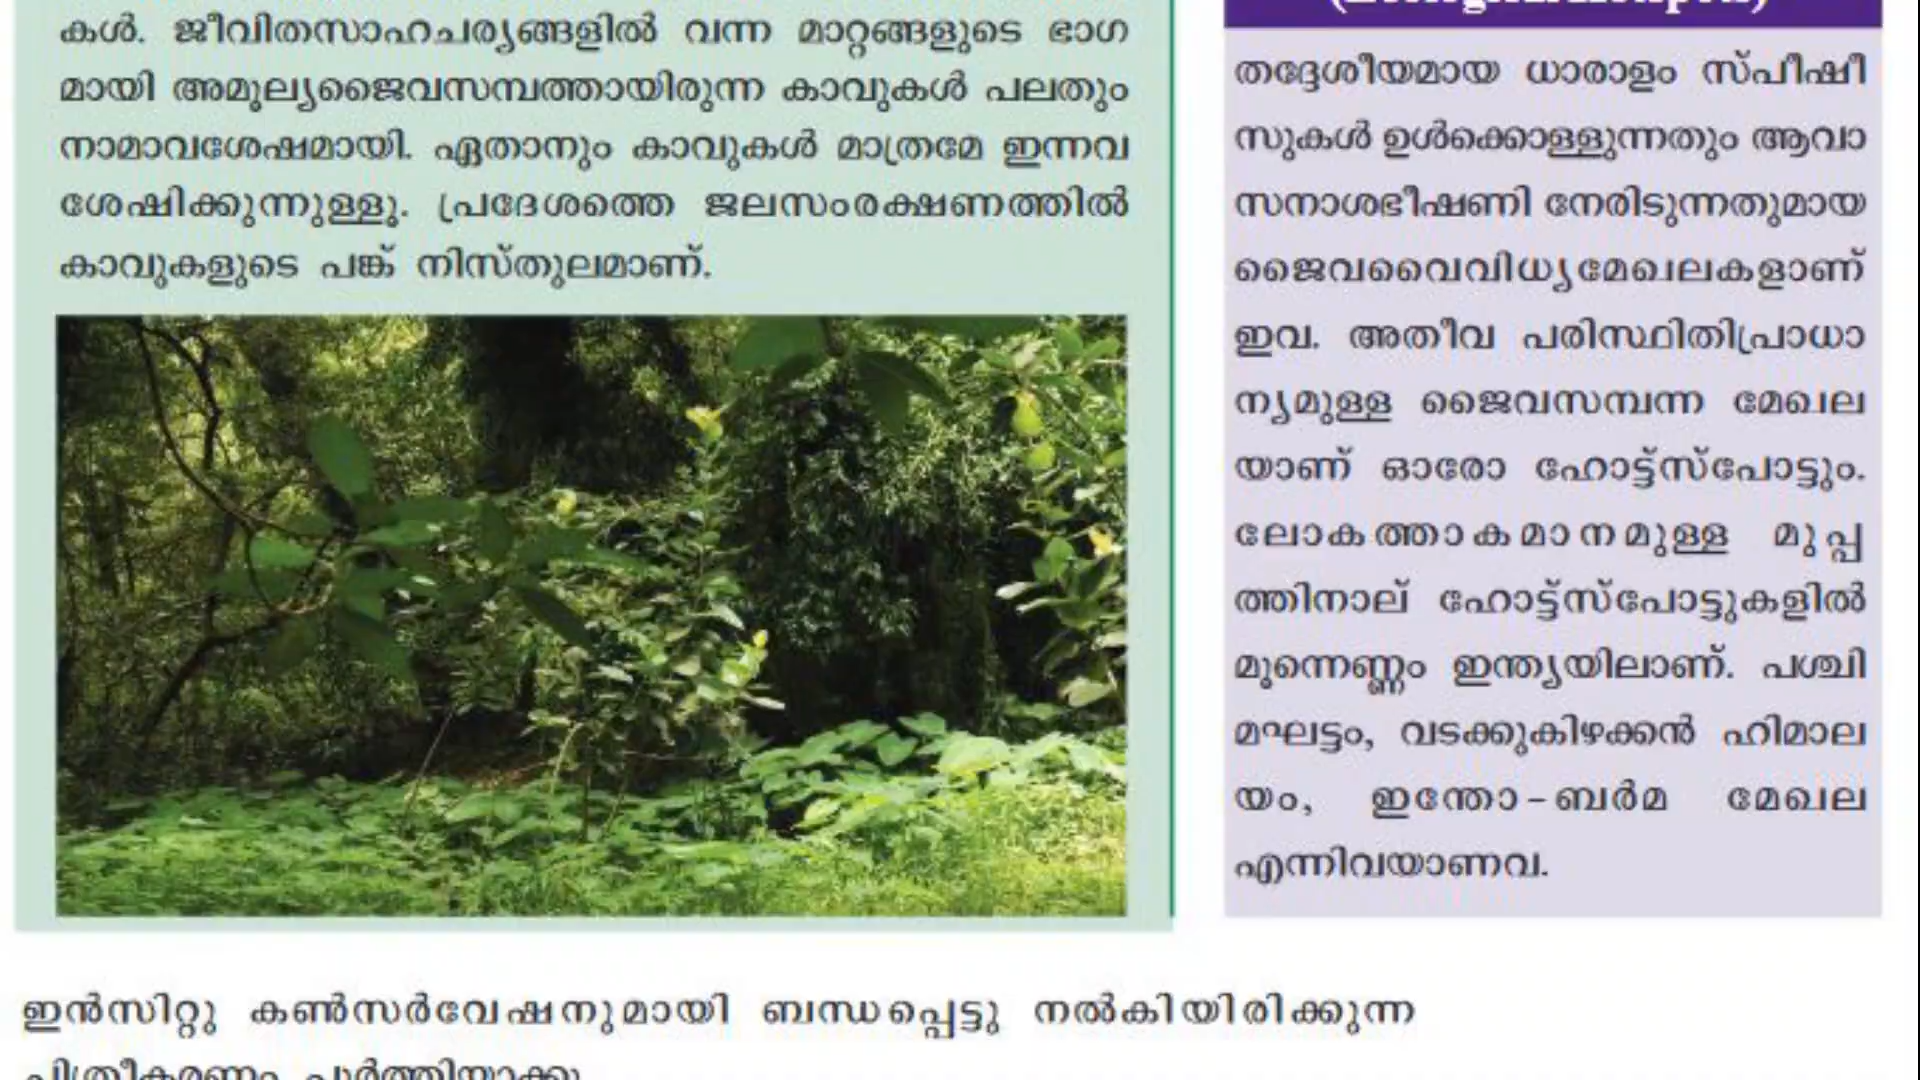 കൾ. ജീവിതസാഹചര്യങ്ങളിൽ വന്ന മാറ്റങ്ങളുടെ ഭാഗ
മായി അമൂല്യജൈവസമ്പത്തായിരുന്ന കാവുകൾ പലതും
നാമാവശേഷമായി. ഏതാനും കാവുകൾ മാത്രമേ ഇന്നവ
ശേഷിക്കുന്നുള്ളൂ. പ്രദേശത്തെ ജലസംരക്ഷണത്തിൽ
കാവുകളുടെ പങ്ക് നിസ്തുലമാണ്.
തദ്ദേശീയമായ ധാരാളം സ്പീഷീ
സുകൾ ഉൾക്കൊള്ളുന്നതും ആവാ
സനാശഭീഷണി നേരിടുന്നതുമായ
ജൈവവൈവിധ്യമേഖലകളാണ്
ഇവ. അതീവ പരിസ്ഥിതിപ്രാധാ
ന്യമുള്ള ജൈവസമ്പന്ന മേഖല
യാണ് ഓരോ ഹോട്ട്സ്പോട്ടും.
ലോകത്താകമാനമുള്ള മുപ്പ
ത്തിനാല് ഹോട്ട്സ്പോട്ടുകളിൽ
മൂന്നെണ്ണം ഇന്ത്യയിലാണ്. പശ്ചി
മഘട്ടം, വടക്കുകിഴക്കൻ ഹിമാല
യം, ഇന്തോ-ബർമ മേഖല
എന്നിവയാണവ.
ഇൻസിറ്റു കൺസർവേഷനുമായി ബന്ധപ്പെട്ടു നൽകിയിരിക്കുന്ന
ചിത്രീകരണം പൂർത്തിയാക്കൂ